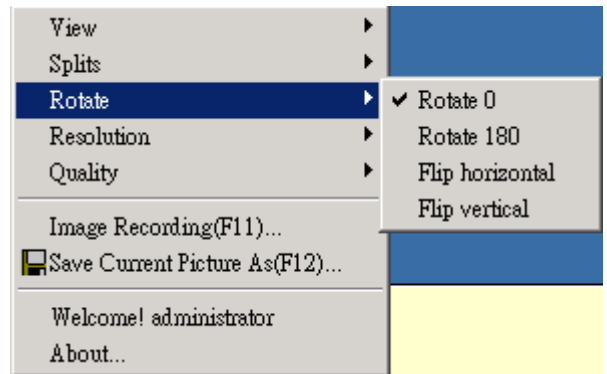 View
Splits
Rotate
Resolution
Quality
Image Recording(F11)...
Save Current Picture As(F12)...
Welcome! administrator
About...
Rotate 0
Rotate 180
Flip horizontal
Flip vertical